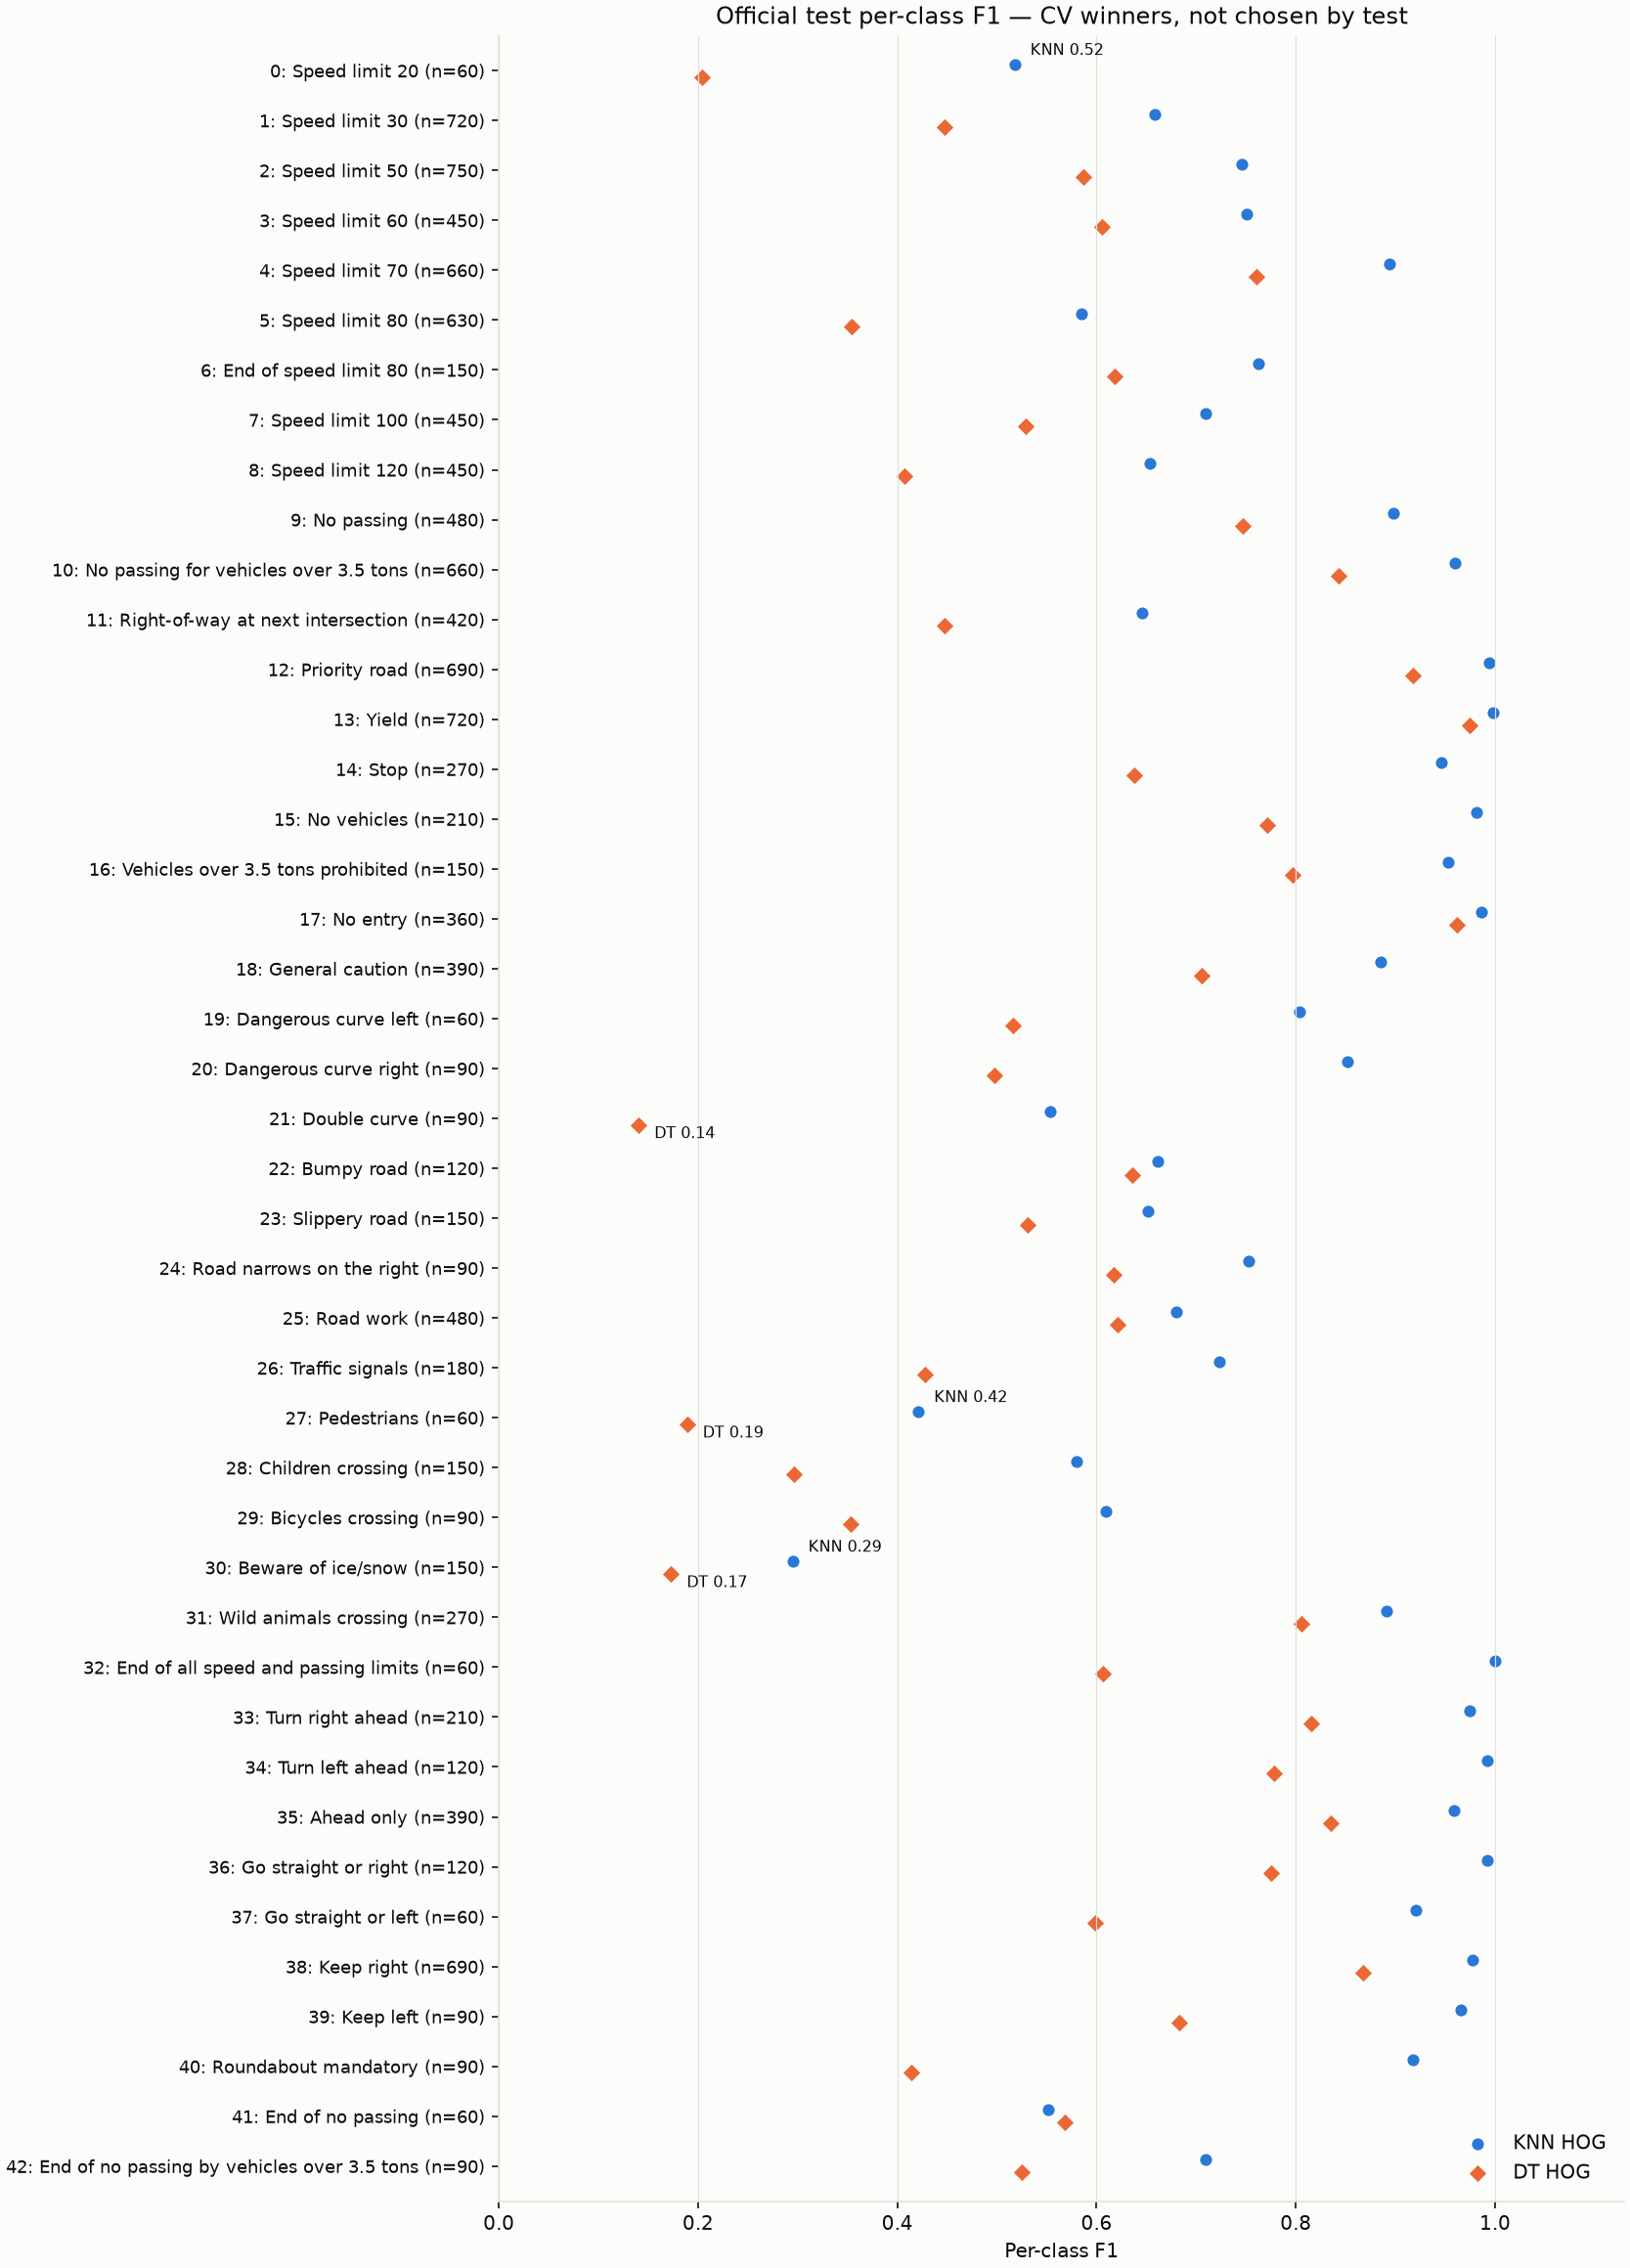 Official test per-class F1 — CV winners, not chosen by test
KNN 0.52
0: Speed limit 20 (n=60)
1: Speed limit 30 (n=720)
2: Speed limit 50 (n=750)
3: Speed limit 60 (n=450)
4: Speed limit 70 (n=660)
5: Speed limit 80 (n=630)
6: End of speed limit 80 (n=150)
7: Speed limit 100 (n=450)
8: Speed limit 120 (n=450)
9: No passing (n=480)
10: No passing for vehicles over 3.5 tons (n=660)
11: Right-of-way at next intersection (n=420)
12: Priority road (n=690)
13: Yield (n=720)
14: Stop (n=270)
15: No vehicles (n=210)
16: Vehicles over 3.5 tons prohibited (n=150)
17: No entry (n=360)
18: General caution (n=390)
19: Dangerous curve left (n=60)
20: Dangerous curve right (n=90)
21: Double curve (n=90)
DT 0.14
22: Bumpy road (n=120)
23: Slippery road (n=150)
24: Road narrows on the right (n=90)
25: Road work (n=480)
26: Traffic signals (n=180)
KNN 0.42
27: Pedestrians (n=60)
DT 0.19
28: Children crossing (n=150)
29: Bicycles crossing (n=90)
KNN 0.29
30: Beware of ice/snow (n=150)
DT 0.17
31: Wild animals crossing (n=270)
32: End of all speed and passing limits (n=60)
33: Turn right ahead (n=210)
34: Turn left ahead (n=120)
35: Ahead only (n=390)
36: Go straight or right (n=120)
37: Go straight or left (n=60)
38: Keep right (n=690)
39: Keep left (n=90)
40: Roundabout mandatory (n=90)
41: End of no passing (n=60)
42: End of no passing by vehicles over 3.5 tons (n=90)
KNN HOG
DT HOG
0.0 0.2 0.4 0.6 0.8 1.0
Per-class F1